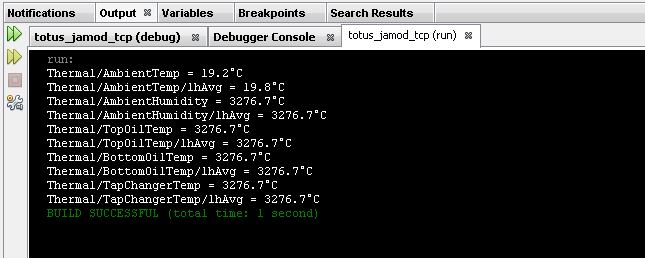 Notifications Output Variables Breakpoints Search Results
totus_jamod_tcp (debug) Debugger Console totus_jamod_tcp (run)
run:
Thermal/AmbientTemp = 19.2°C
Thermal/AmbientTemp/1hAvg = 19.8°C
Thermal/AmbientHumidity = 3276.7°C
Thermal/AmbientHumidity/1hAvg = 3276.7°C
Thermal/TopOilTemp = 3276.7°C
Thermal/TopOilTemp/1hAvg = 3276.7°C
Thermal/BottomOilTemp = 3276.7°C
Thermal/BottomOilTemp/1hAvg = 3276.7°C
Thermal/TapChangerTemp = 3276.7°C
Thermal/TapChangerTemp/1hAvg = 3276.7°C
BUILD SUCCESSFUL (total time: 1 second)